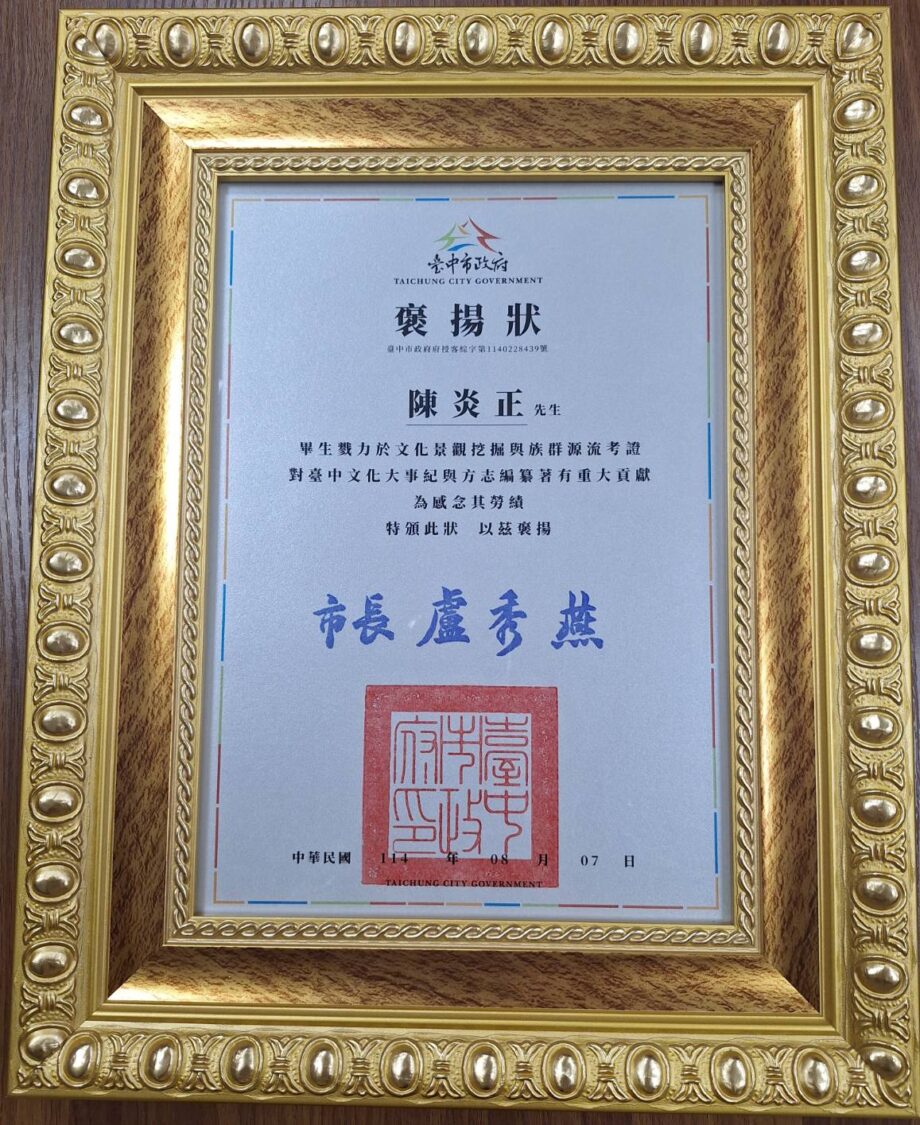 臺中市政府
TAICHUNG CITY GOVERNMENT
褒揚狀
臺中市政府府授客綜字第1140228439號
陳炎正 先生
畢生戮力於文化景觀挖掘與族群源流考證
對臺中文化大事紀與方志編纂著有重大貢獻
為感念其勞績
特頒此狀 以茲褒揚
市長 盧秀燕
臺中市政府印
中華民國 114 年 08 月 07 日
TAICHUNG CITY GOVERNMENT